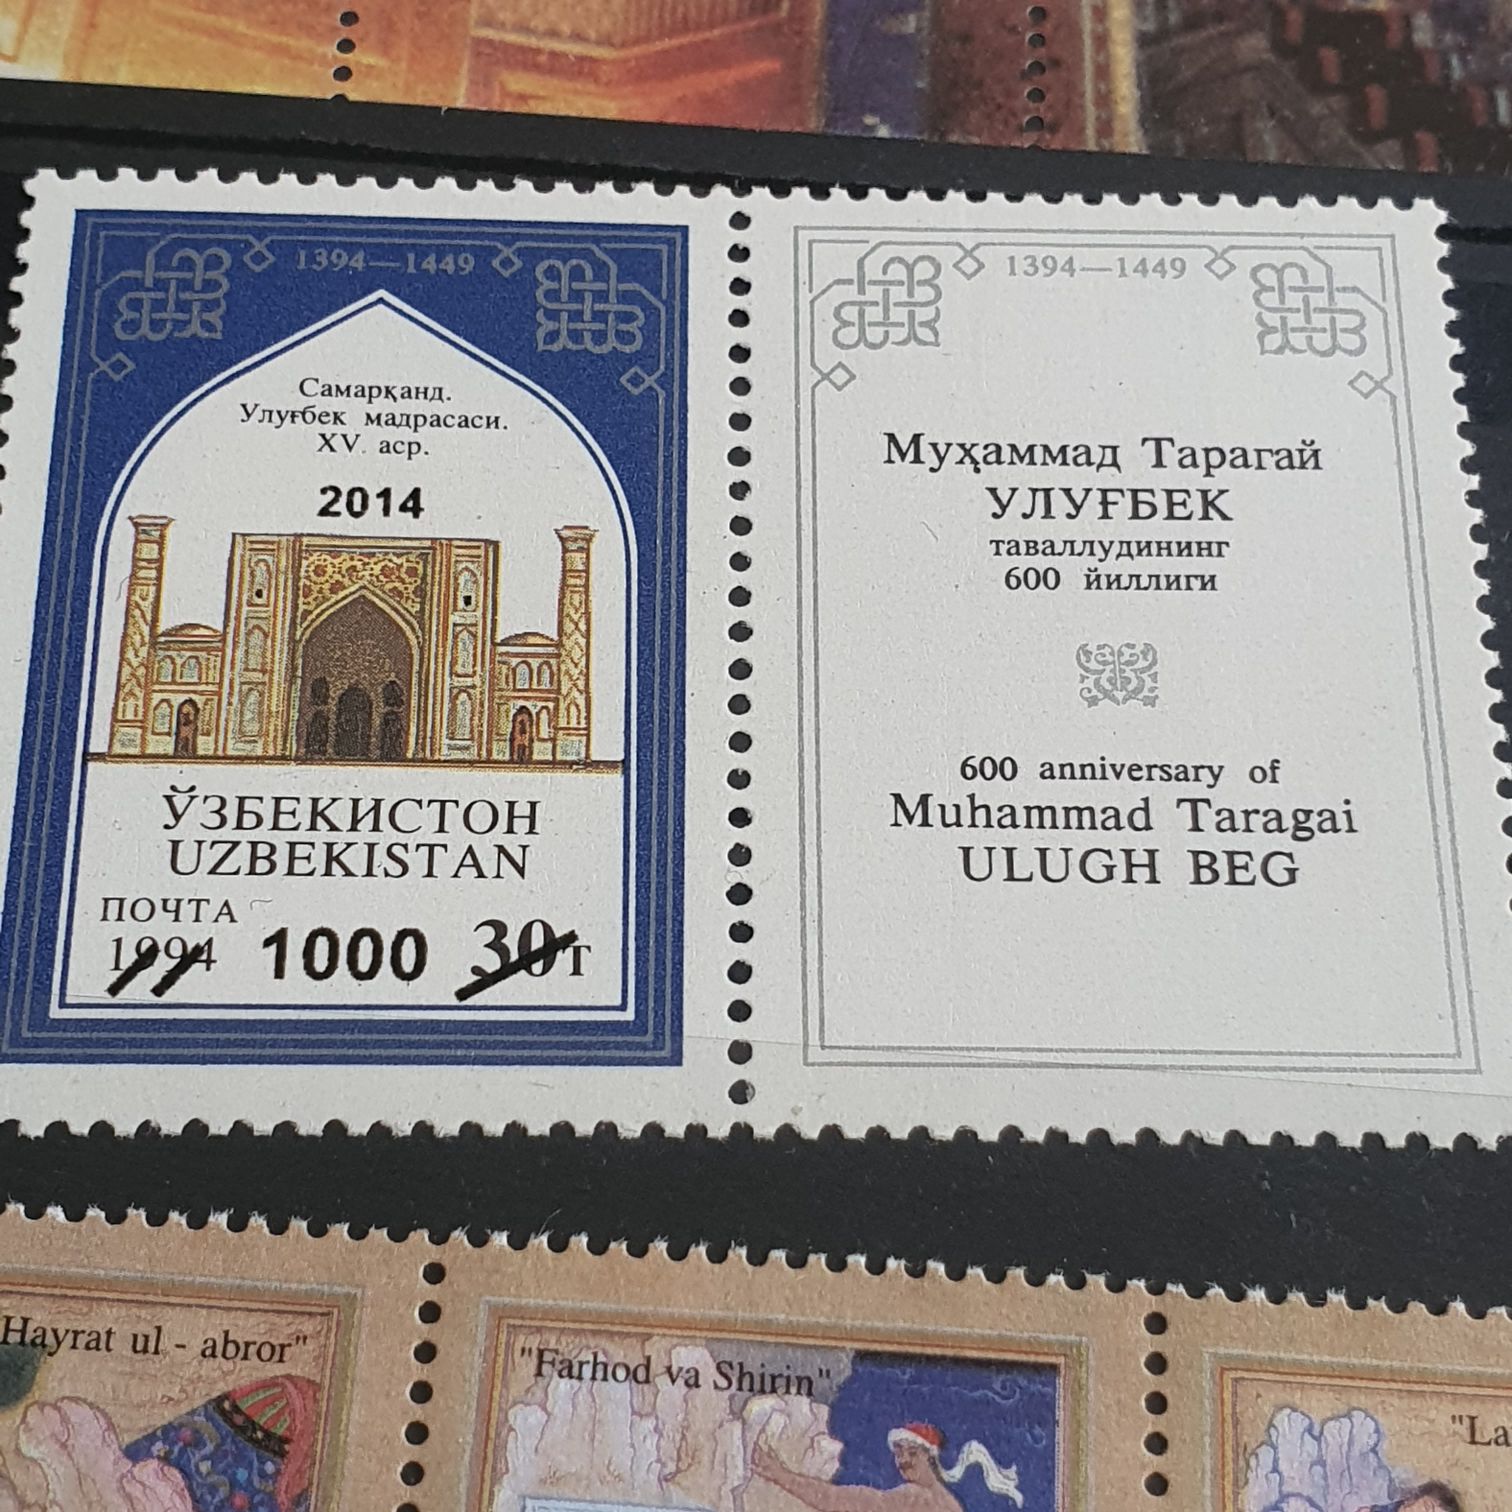 1394—1449
Самарқанд.
Улуғбек мадрасаси.
XV аср.
2014
ЎЗБЕКИСТОН
UZBEKISTAN
ПОЧТА
1994 1000 30т
1394—1449
Муҳаммад Тарагай
УЛУҒБЕК
таваллудининг
600 йиллиги
600 anniversary of
Muhammad Taragai
ULUGH BEG
Hayrat ul - abror"
"Farhod va Shirin"